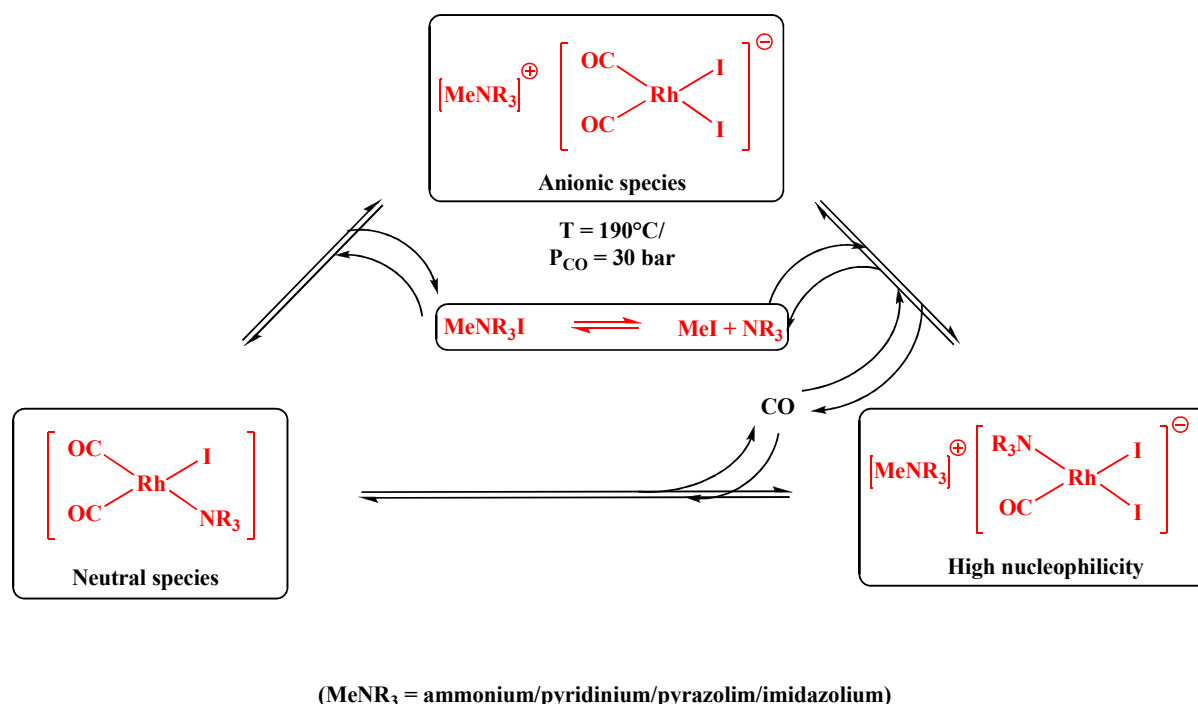 OC
I
⊖
[MeNR3]⊕
Rh
OC
I
Anionic species
T = 190°C/
PCO = 30 bar
MeNR3I ⇌ MeI + NR3
CO
OC
I
Rh
OC
NR3
Neutral species
R3N
I
⊖
[MeNR3]⊕
Rh
OC
I
High nucleophilicity
(MeNR3 = ammonium/pyridinium/pyrazolim/imidazolium)